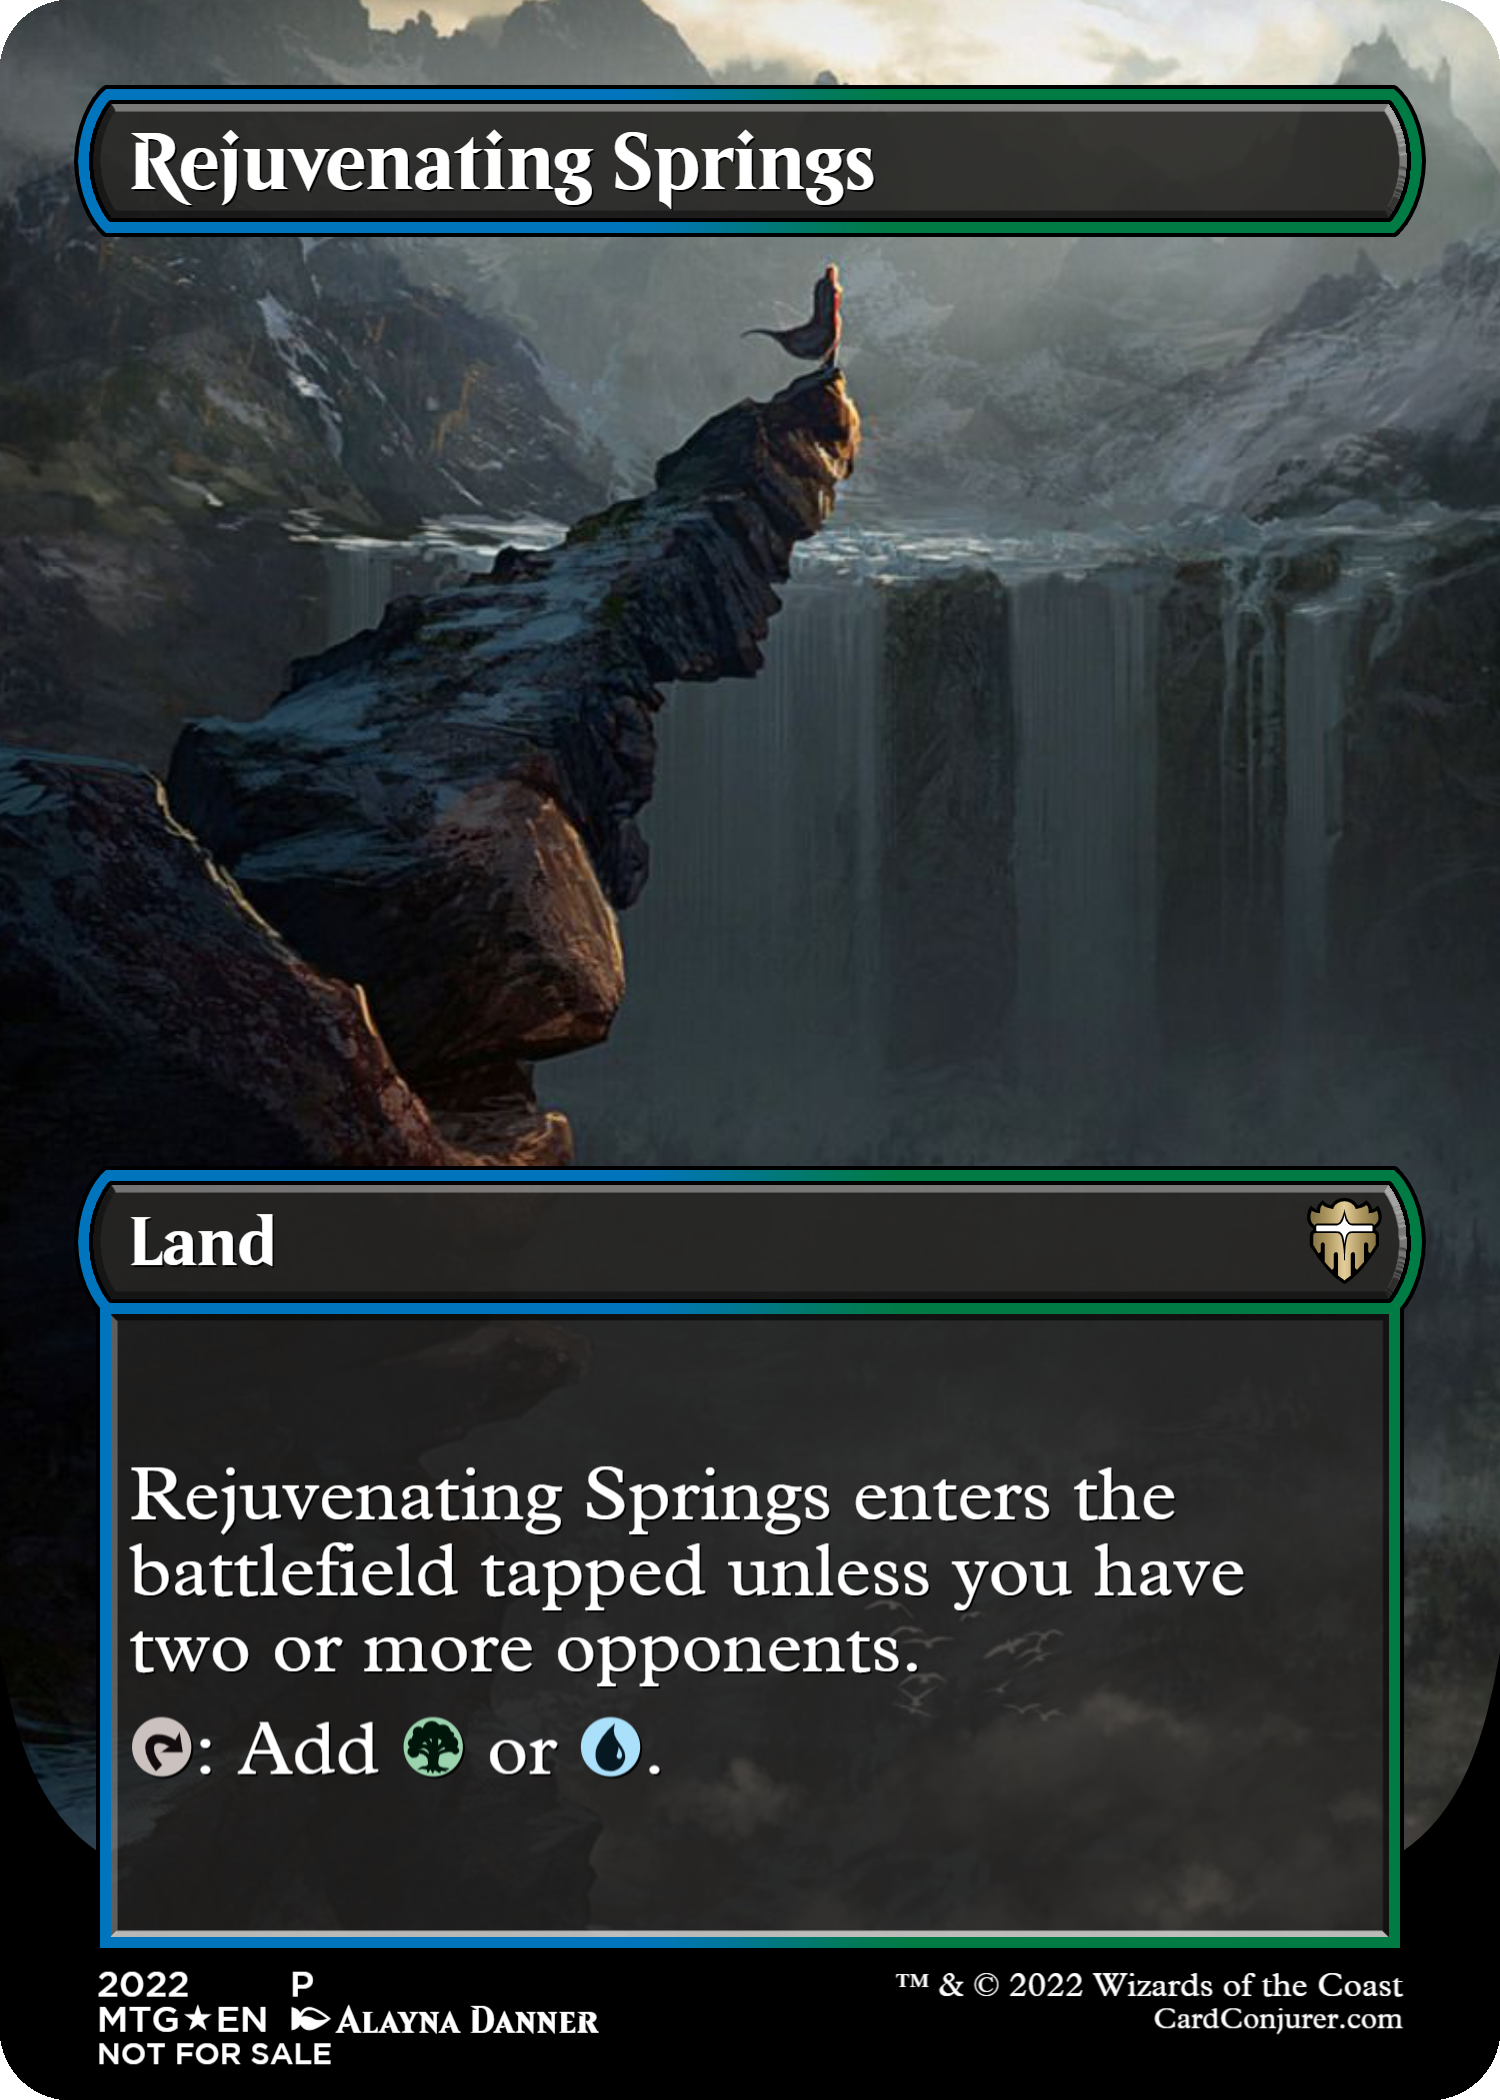 Rejuvenating Springs
Land
Rejuvenating Springs enters the
battlefield tapped unless you have
two or more opponents.
: Add or .
2022 P
MTG★EN ALAYNA DANNER
NOT FOR SALE
™ & © 2022 Wizards of the Coast
CardConjurer.com